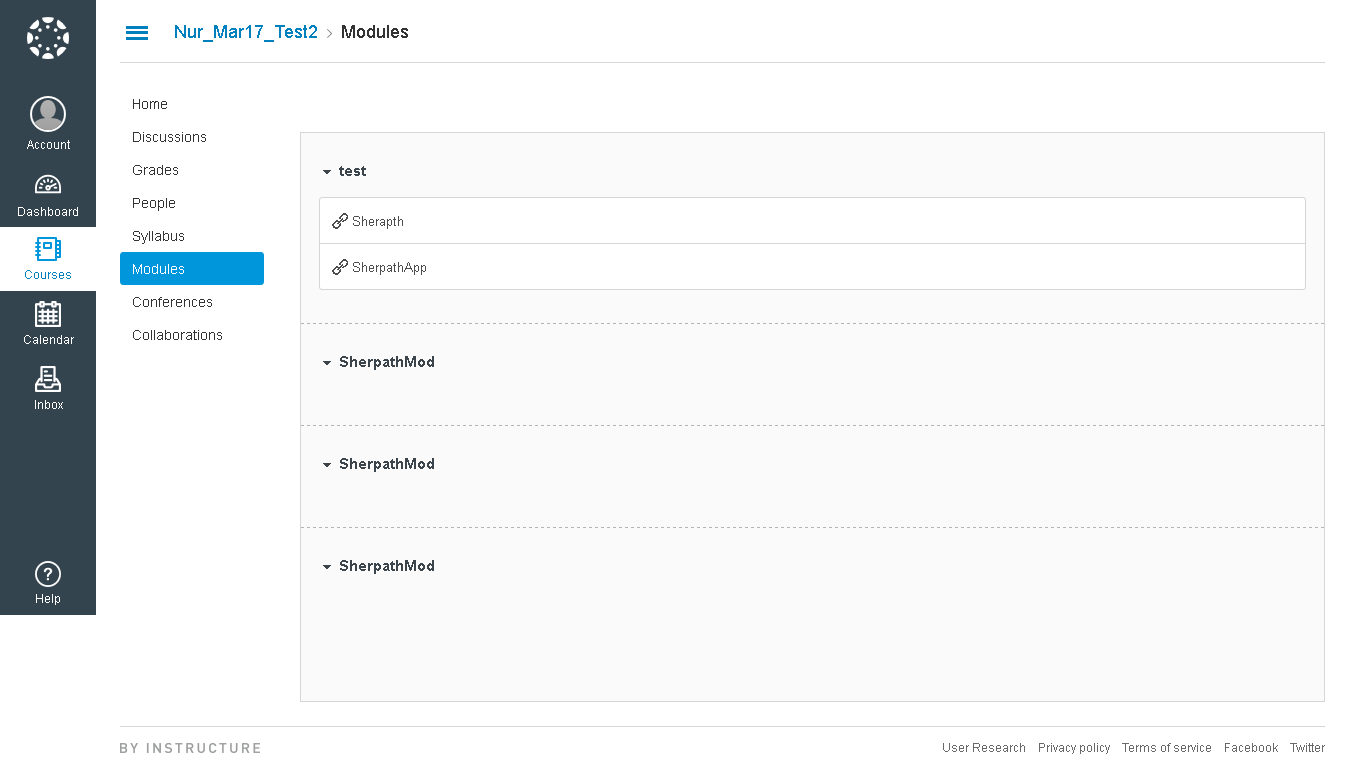 Nur_Mar17_Test2 > Modules
Account
Dashboard
Courses
Calendar
Inbox
Help
Home
Discussions
Grades
People
Syllabus
Modules
Conferences
Collaborations
test
Sherapth
SherpathApp
SherpathMod
SherpathMod
SherpathMod
BY INSTRUCTURE
User Research Privacy policy Terms of service Facebook Twitter